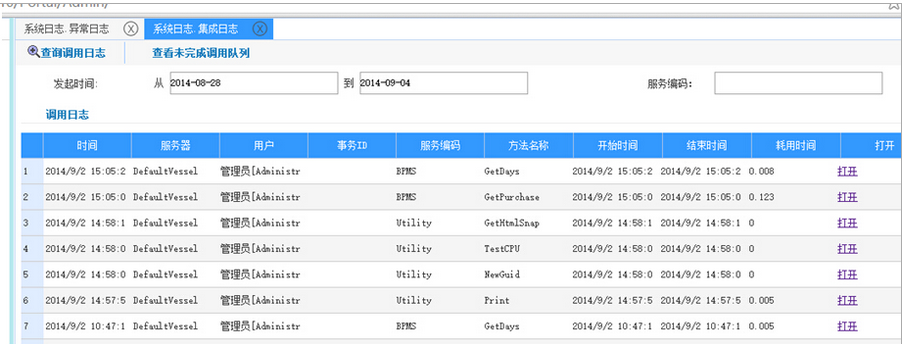 系统日志.异常日志 系统日志.集成日志
查询调用日志 查看未完成调用队列
发起时间: 从 2014-08-28 到 2014-09-04 服务编码:
调用日志
时间 服务器 用户 事务ID 服务编码 方法名称 开始时间 结束时间 耗用时间 打开
1 2014/9/2 15:05:2 DefaultVessel 管理员[Administr BPMS GetDays 2014/9/2 15:05:2 2014/9/2 15:05:2 0.008 打开
2 2014/9/2 15:05:0 DefaultVessel 管理员[Administr BPMS GetPurchase 2014/9/2 15:05:0 2014/9/2 15:05:0 0.123 打开
3 2014/9/2 14:58:1 DefaultVessel 管理员[Administr Utility GetHtmlSnap 2014/9/2 14:58:1 2014/9/2 14:58:1 0 打开
4 2014/9/2 14:58:0 DefaultVessel 管理员[Administr Utility TestCPU 2014/9/2 14:58:0 2014/9/2 14:58:0 0 打开
5 2014/9/2 14:58:0 DefaultVessel 管理员[Administr Utility NewGuid 2014/9/2 14:58:0 2014/9/2 14:58:0 0 打开
6 2014/9/2 14:57:5 DefaultVessel 管理员[Administr Utility Print 2014/9/2 14:57:5 2014/9/2 14:57:5 0.005 打开
7 2014/9/2 10:47:1 DefaultVessel 管理员[Administr BPMS GetDays 2014/9/2 10:47:1 2014/9/2 10:47:1 0.005 打开